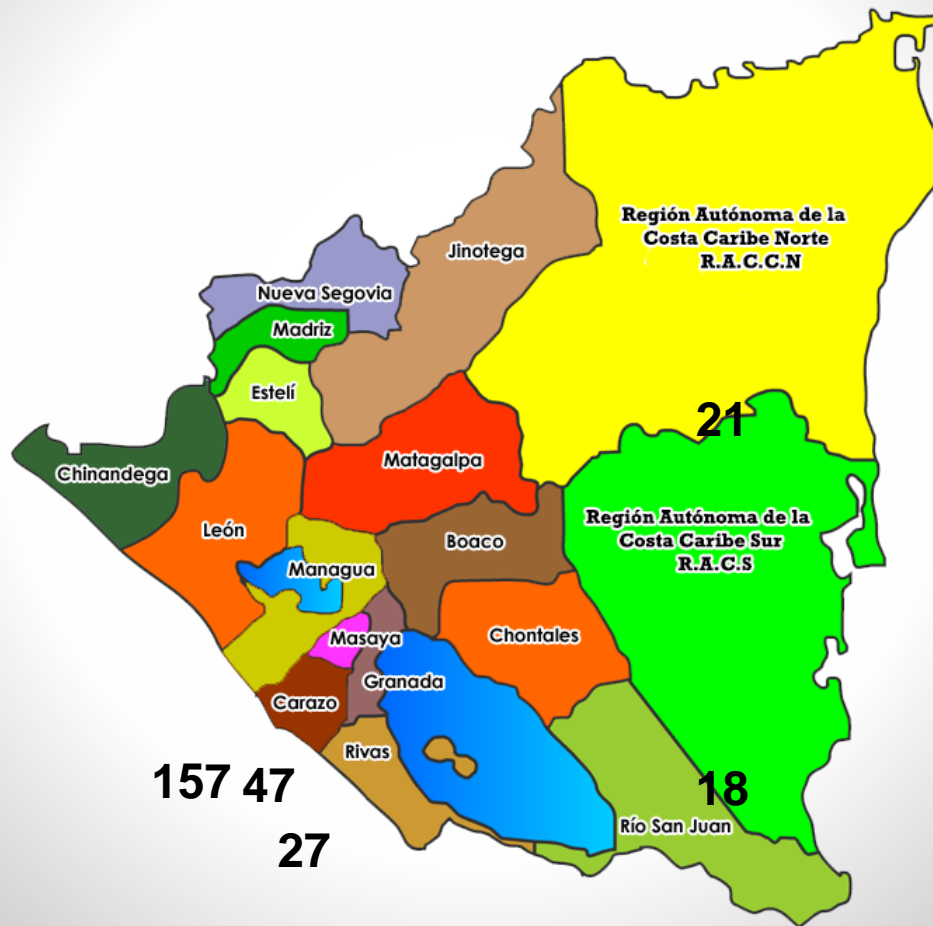 Región Autónoma de la
Costa Caribe Norte
R.A.C.C.N
Jinotega
Nueva Segovia
Madriz
Estelí
21
Matagalpa
Chinandega
Región Autónoma de la
Costa Caribe Sur
R.A.C.S
León
Boaco
Managua
Masaya
Chontales
Granada
Carazo
Rivas
157 47
18
Río San Juan
27